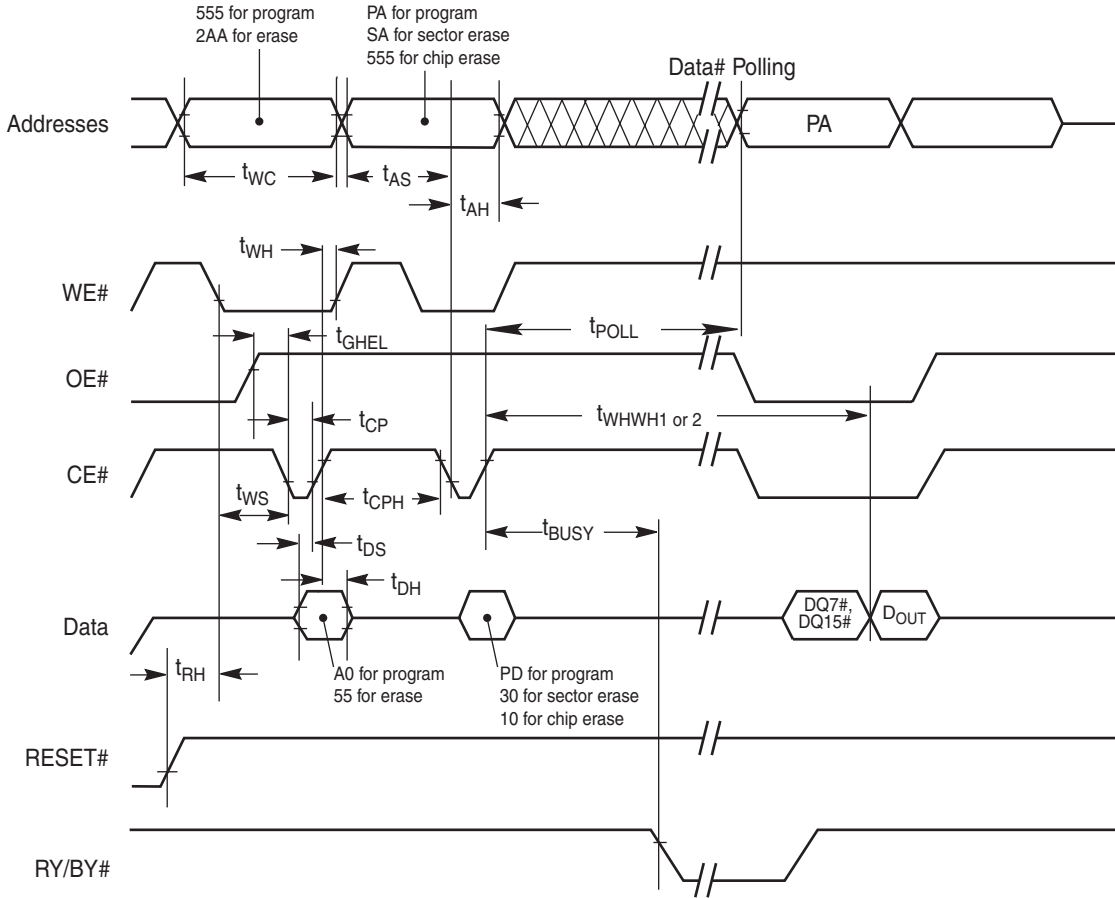 555 for program
2AA for erase
PA for program
SA for sector erase
555 for chip erase
Data# Polling
Addresses
PA
tWC
tAS
tAH
tWH
WE#
tGHEL
tPOLL
OE#
tCP
tWHWH1 or 2
CE#
tWS
tCPH
tBUSY
tDS
tDH
Data
DQ7#,
DQ15#
DOUT
tRH
A0 for program
55 for erase
PD for program
30 for sector erase
10 for chip erase
RESET#
RY/BY#